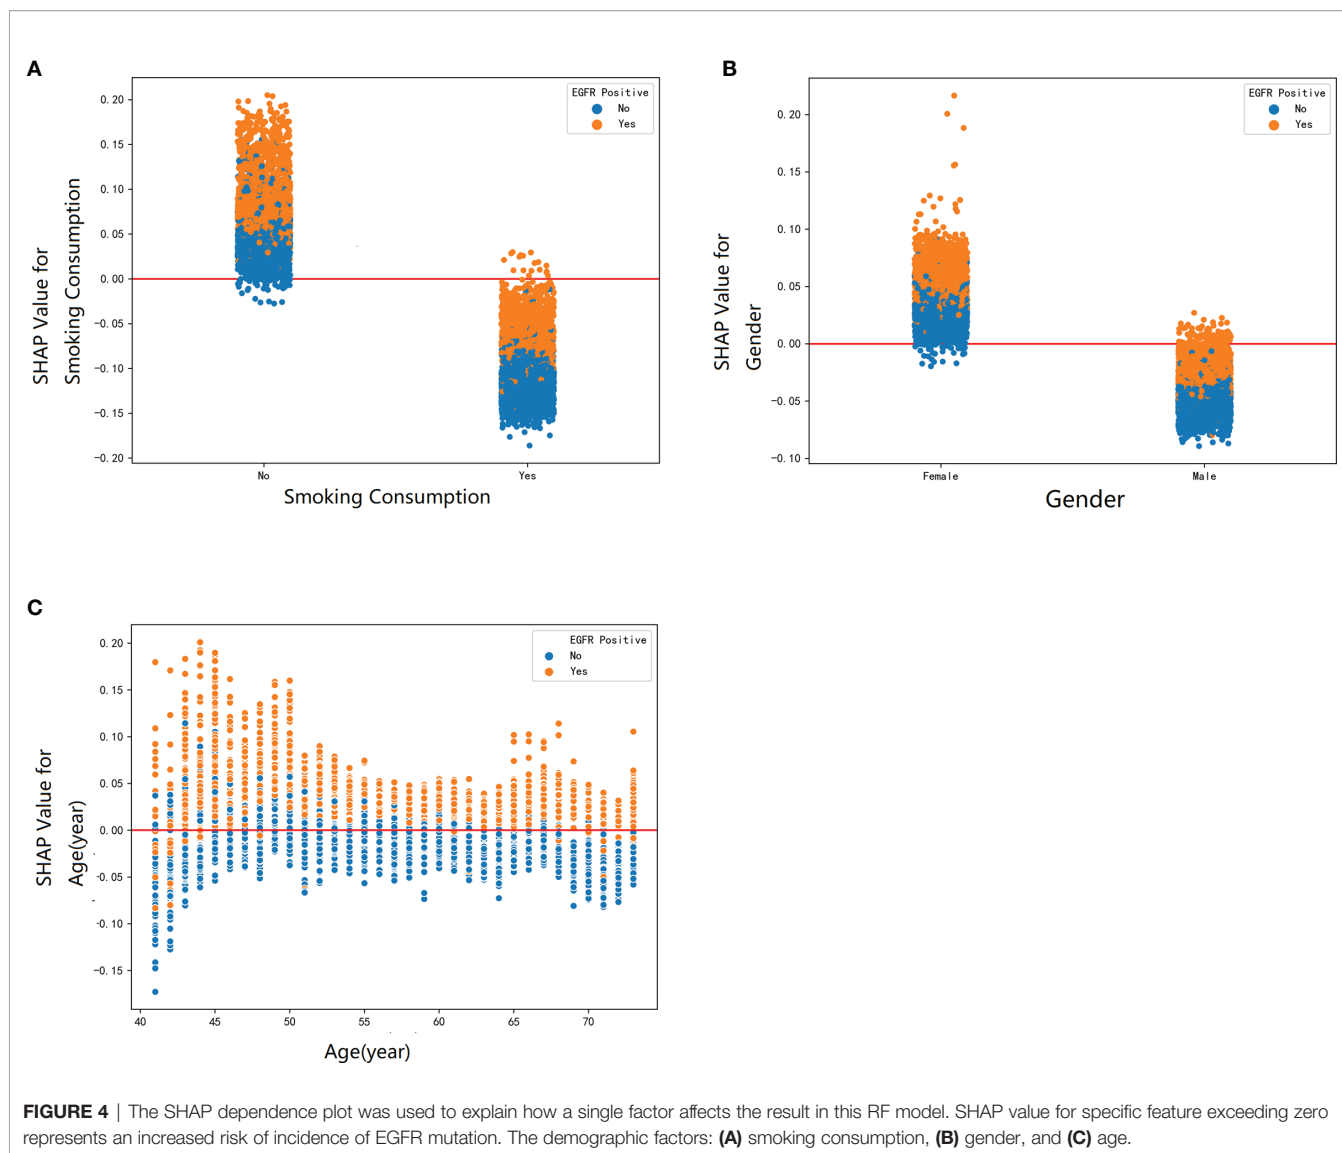 A
SHAP Value for
Smoking Consumption
0.20
0.15
0.10
0.05
0.00
−0.05
−0.10
−0.15
−0.20
EGFR Positive
No
Yes
No
Yes
Smoking Consumption
B
SHAP Value for
Gender
0.20
0.15
0.10
0.05
0.00
−0.05
−0.10
EGFR Positive
No
Yes
Female
Male
Gender
C
SHAP Value for
Age(year)
0.20
0.15
0.10
0.05
0.00
−0.05
−0.10
−0.15
EGFR Positive
No
Yes
40
45
50
55
60
65
70
Age(year)
FIGURE 4 | The SHAP dependence plot was used to explain how a single factor affects the result in this RF model. SHAP value for specific feature exceeding zero
represents an increased risk of incidence of EGFR mutation. The demographic factors: (A) smoking consumption, (B) gender, and (C) age.